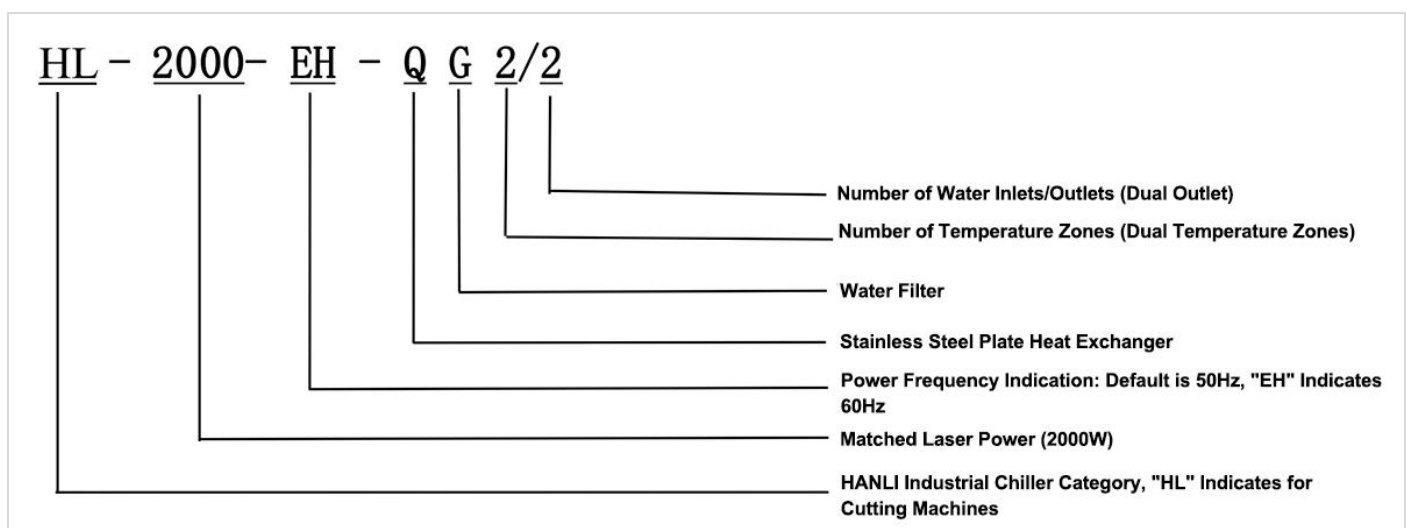 HL - 2000- EH - Q G 2/2
Number of Water Inlets/Outlets (Dual Outlet)
Number of Temperature Zones (Dual Temperature Zones)
Water Filter
Stainless Steel Plate Heat Exchanger
Power Frequency Indication: Default is 50Hz, "EH" Indicates
60Hz
Matched Laser Power (2000W)
HANLI Industrial Chiller Category, "HL" Indicates for
Cutting Machines